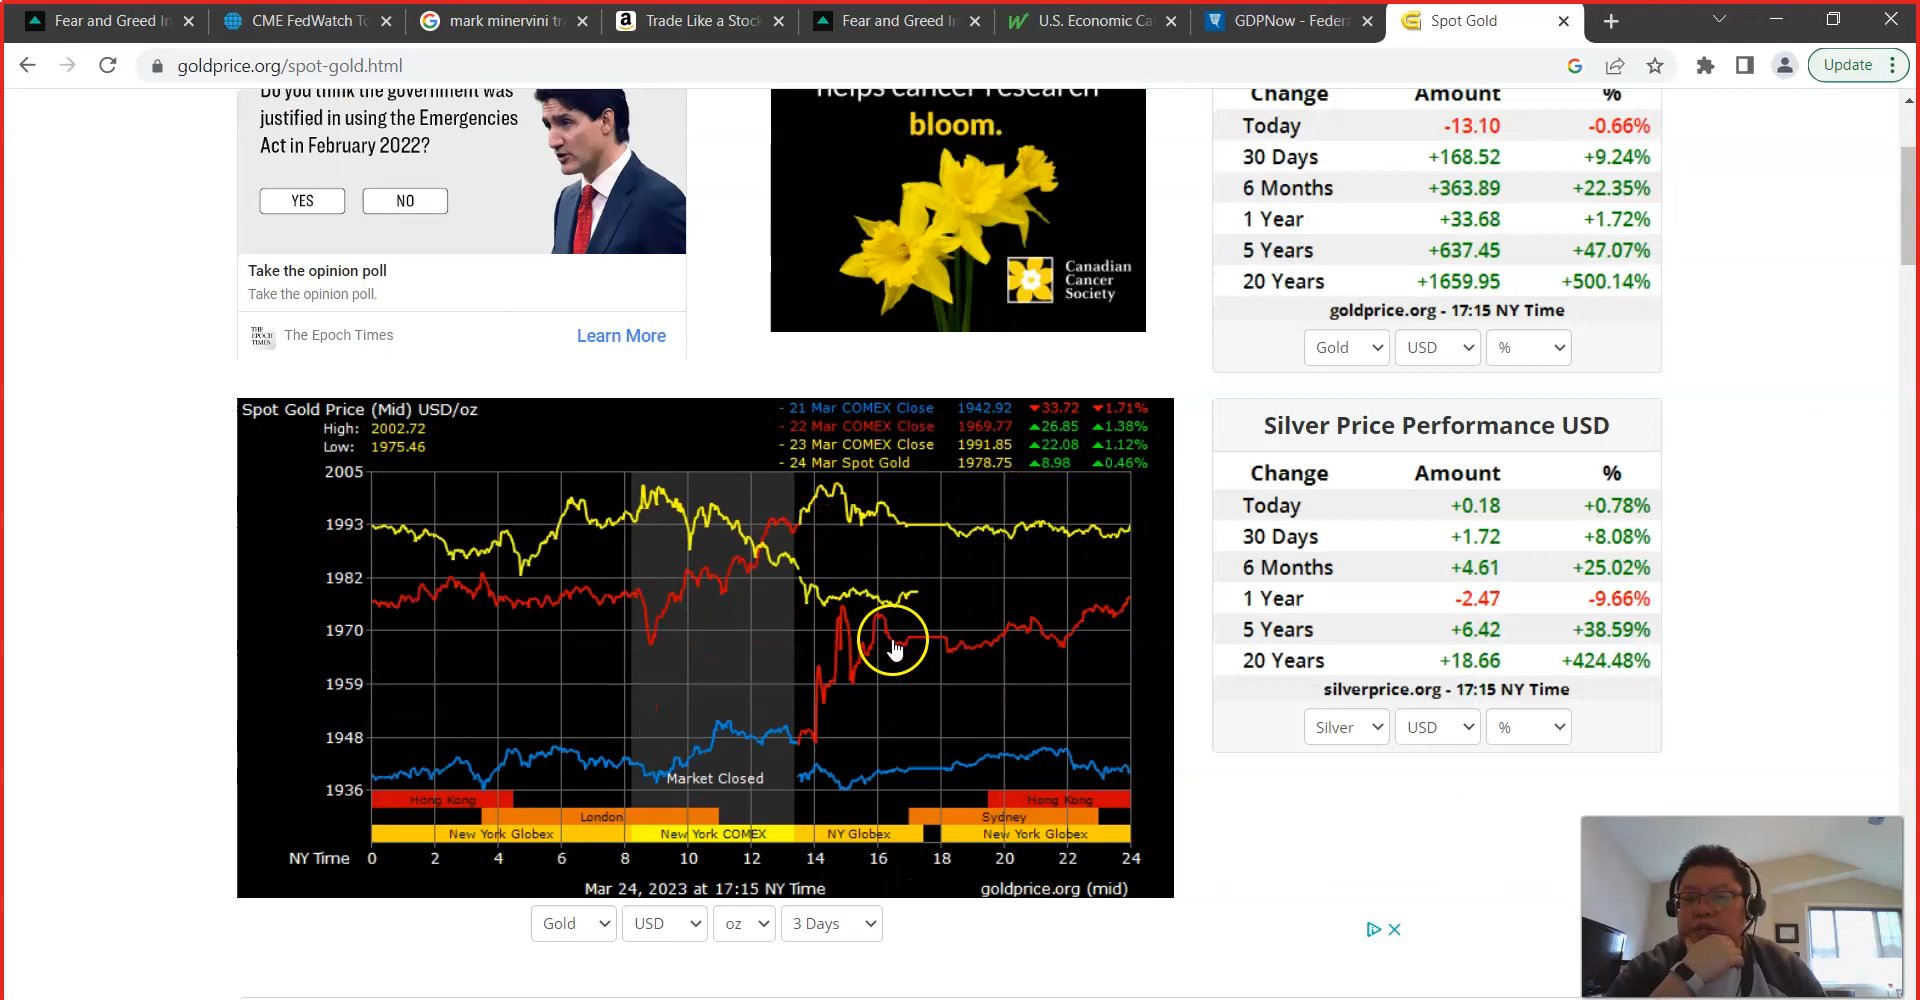 Fear and Greed In
CME FedWatch To
mark minervini tr
Trade Like a Stock
Fear and Greed In
U.S. Economic Ca
GDPNow - Federa
Spot Gold
goldprice.org/spot-gold.html
Update
Do you think the government was
justified in using the Emergencies
Act in February 2022?
YES
NO
Take the opinion poll
Take the opinion poll.
THE EPOCH TIMES
The Epoch Times
Learn More
helps cancer research
bloom.
Canadian
Cancer
Society
Change Amount %
Today -13.10 -0.66%
30 Days +168.52 +9.24%
6 Months +363.89 +22.35%
1 Year +33.68 +1.72%
5 Years +637.45 +47.07%
20 Years +1659.95 +500.14%
goldprice.org - 17:15 NY Time
Gold USD %
Spot Gold Price (Mid) USD/oz
High: 2002.72
Low: 1975.46
- 21 Mar COMEX Close 1942.92 ▼33.72 ▼1.71%
- 22 Mar COMEX Close 1969.77 ▲26.85 ▲1.38%
- 23 Mar COMEX Close 1991.85 ▲22.08 ▲1.12%
- 24 Mar Spot Gold 1978.75 ▲8.98 ▲0.46%
2005
1993
1982
1970
1959
1948
1936
Market Closed
Hong Kong
Hong Kong
London
Sydney
New York Globex
New York COMEX
NY Globex
New York Globex
NY Time 0 2 4 6 8 10 12 14 16 18 20 22 24
Mar 24, 2023 at 17:15 NY Time
goldprice.org (mid)
Gold USD oz 3 Days
Silver Price Performance USD
Change Amount %
Today +0.18 +0.78%
30 Days +1.72 +8.08%
6 Months +4.61 +25.02%
1 Year -2.47 -9.66%
5 Years +6.42 +38.59%
20 Years +18.66 +424.48%
silverprice.org - 17:15 NY Time
Silver USD %